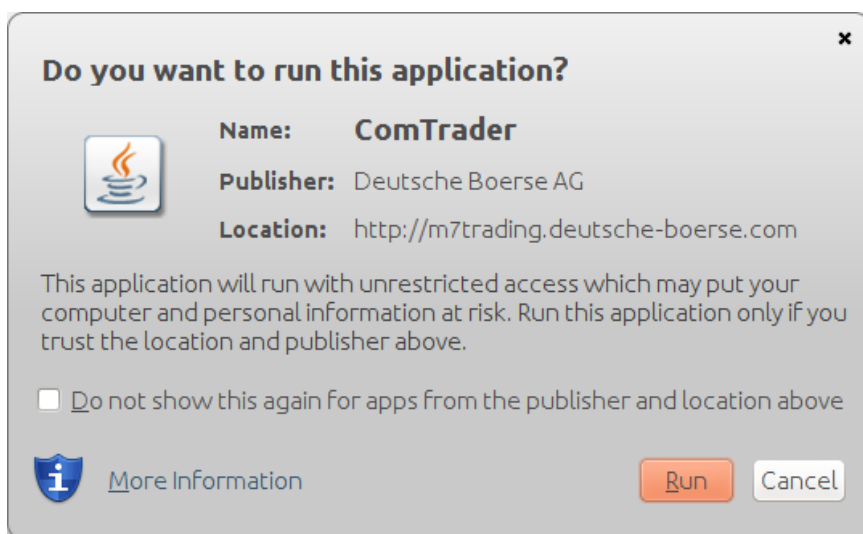 Do you want to run this application?
Name: ComTrader
Publisher: Deutsche Boerse AG
Location: http://m7trading.deutsche-boerse.com
This application will run with unrestricted access which may put your
computer and personal information at risk. Run this application only if you
trust the location and publisher above.
Do not show this again for apps from the publisher and location above
More Information
Run Cancel